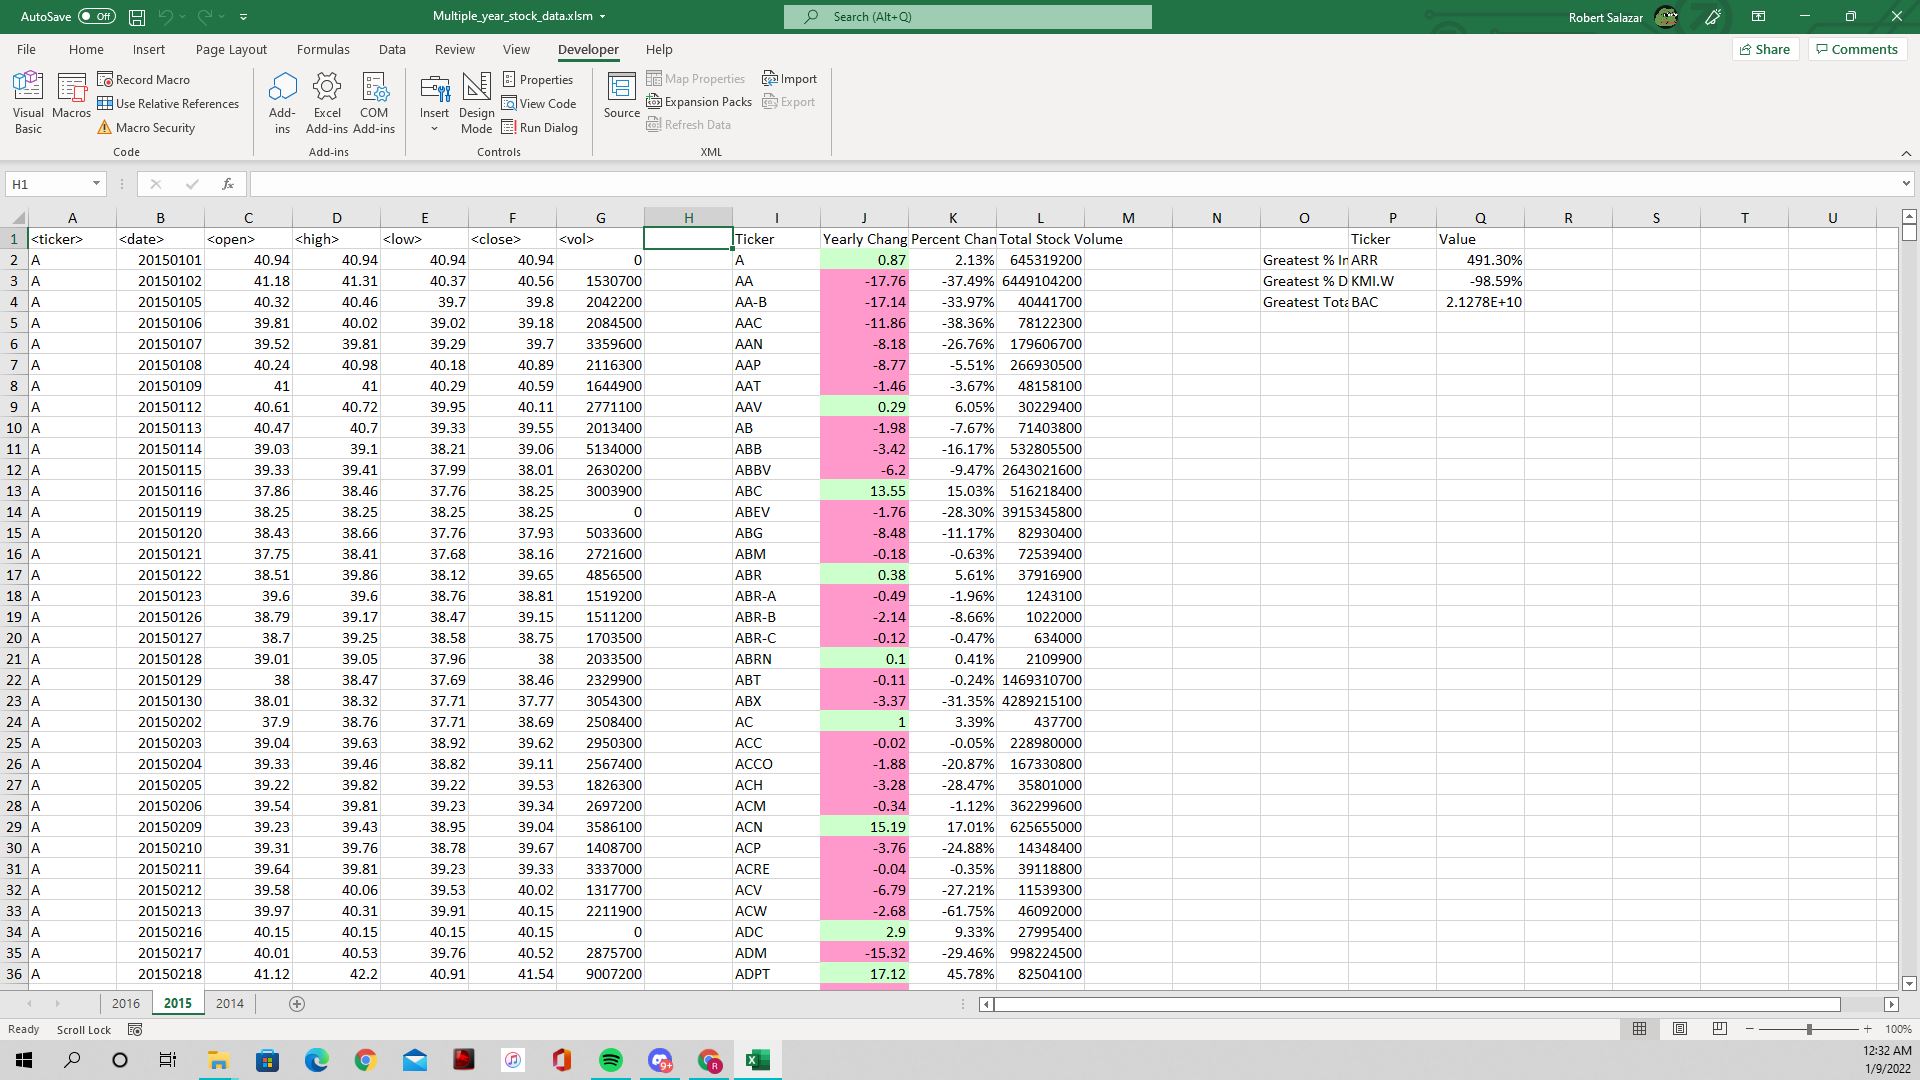 AutoSave Off Multiple_year_stock_data.xlsm Search (Alt+Q) Robert Salazar
File Home Insert Page Layout Formulas Data Review View Developer Help Share Comments
Visual Basic Macros Record Macro Use Relative References Macro Security
Add-ins Excel Add-ins COM Add-ins
Insert Design Mode Properties View Code Run Dialog
Source Map Properties Expansion Packs Refresh Data Import Export
Code Add-ins Controls XML
H1 fx
A B C D E F G H I J K L M N O P Q R S T U
1 <ticker> <date> <open> <high> <low> <close> <vol> Ticker Yearly Chang Percent Chan Total Stock Volume Ticker Value
2 A 20150101 40.94 40.94 40.94 40.94 0 A 0.87 2.13% 645319200 Greatest % In ARR 491.30%
3 A 20150102 41.18 41.31 40.37 40.56 1530700 AA -17.76 -37.49% 6449104200 Greatest % D KMI.W -98.59%
4 A 20150105 40.32 40.46 39.7 39.8 2042200 AA-B -17.14 -33.97% 40441700 Greatest Tota BAC 2.1278E+10
5 A 20150106 39.81 40.02 39.02 39.18 2084500 AAC -11.86 -38.36% 78122300
6 A 20150107 39.52 39.81 39.29 39.7 3359600 AAN -8.18 -26.76% 179606700
7 A 20150108 40.24 40.98 40.18 40.89 2116300 AAP -8.77 -5.51% 266930500
8 A 20150109 41 41 40.29 40.59 1644900 AAT -1.46 -3.67% 48158100
9 A 20150112 40.61 40.72 39.95 40.11 2771100 AAV 0.29 6.05% 30229400
10 A 20150113 40.47 40.7 39.33 39.55 2013400 AB -1.98 -7.67% 71403800
11 A 20150114 39.03 39.1 38.21 39.06 5134000 ABB -3.42 -16.17% 532805500
12 A 20150115 39.33 39.41 37.99 38.01 2630200 ABBV -6.2 -9.47% 2643021600
13 A 20150116 37.86 38.46 37.76 38.25 3003900 ABC 13.55 15.03% 516218400
14 A 20150119 38.25 38.25 38.25 38.25 0 ABEV -1.76 -28.30% 3915345800
15 A 20150120 38.43 38.66 37.76 37.93 5033600 ABG -8.48 -11.17% 82930400
16 A 20150121 37.75 38.41 37.68 38.16 2721600 ABM -0.18 -0.63% 72539400
17 A 20150122 38.51 39.86 38.12 39.65 4856500 ABR 0.38 5.61% 37916900
18 A 20150123 39.6 39.6 38.76 38.81 1519200 ABR-A -0.49 -1.96% 1243100
19 A 20150126 38.79 39.17 38.47 39.15 1511200 ABR-B -2.14 -8.66% 1022000
20 A 20150127 38.7 39.25 38.58 38.75 1703500 ABR-C -0.12 -0.47% 634000
21 A 20150128 39.01 39.05 37.96 38 2033500 ABRN 0.1 0.41% 2109900
22 A 20150129 38 38.47 37.69 38.46 2329900 ABT -0.11 -0.24% 1469310700
23 A 20150130 38.01 38.32 37.71 37.77 3054300 ABX -3.37 -31.35% 4289215100
24 A 20150202 37.9 38.76 37.71 38.69 2508400 AC 1 3.39% 437700
25 A 20150203 39.04 39.63 38.92 39.62 2950300 ACC -0.02 -0.05% 228980000
26 A 20150204 39.33 39.46 38.82 39.11 2567400 ACCO -1.88 -20.87% 167330800
27 A 20150205 39.22 39.82 39.22 39.53 1826300 ACH -3.28 -28.47% 35801000
28 A 20150206 39.54 39.81 39.23 39.34 2697200 ACM -0.34 -1.12% 362299600
29 A 20150209 39.23 39.43 38.95 39.04 3586100 ACN 15.19 17.01% 625655000
30 A 20150210 39.31 39.76 38.78 39.67 1408700 ACP -3.76 -24.88% 14348400
31 A 20150211 39.64 39.81 39.23 39.33 3337000 ACRE -0.04 -0.35% 39118800
32 A 20150212 39.58 40.06 39.53 40.02 1317700 ACV -6.79 -27.21% 11539300
33 A 20150213 39.97 40.31 39.91 40.15 2211900 ACW -2.68 -61.75% 46092000
34 A 20150216 40.15 40.15 40.15 40.15 0 ADC 2.9 9.33% 27995400
35 A 20150217 40.01 40.53 39.76 40.52 2875700 ADM -15.32 -29.46% 998224500
36 A 20150218 41.12 42.2 40.91 41.54 9007200 ADPT 17.12 45.78% 82504100
2016 2015 2014
Ready Scroll Lock 100%
9+ R
12:32 AM
1/9/2022